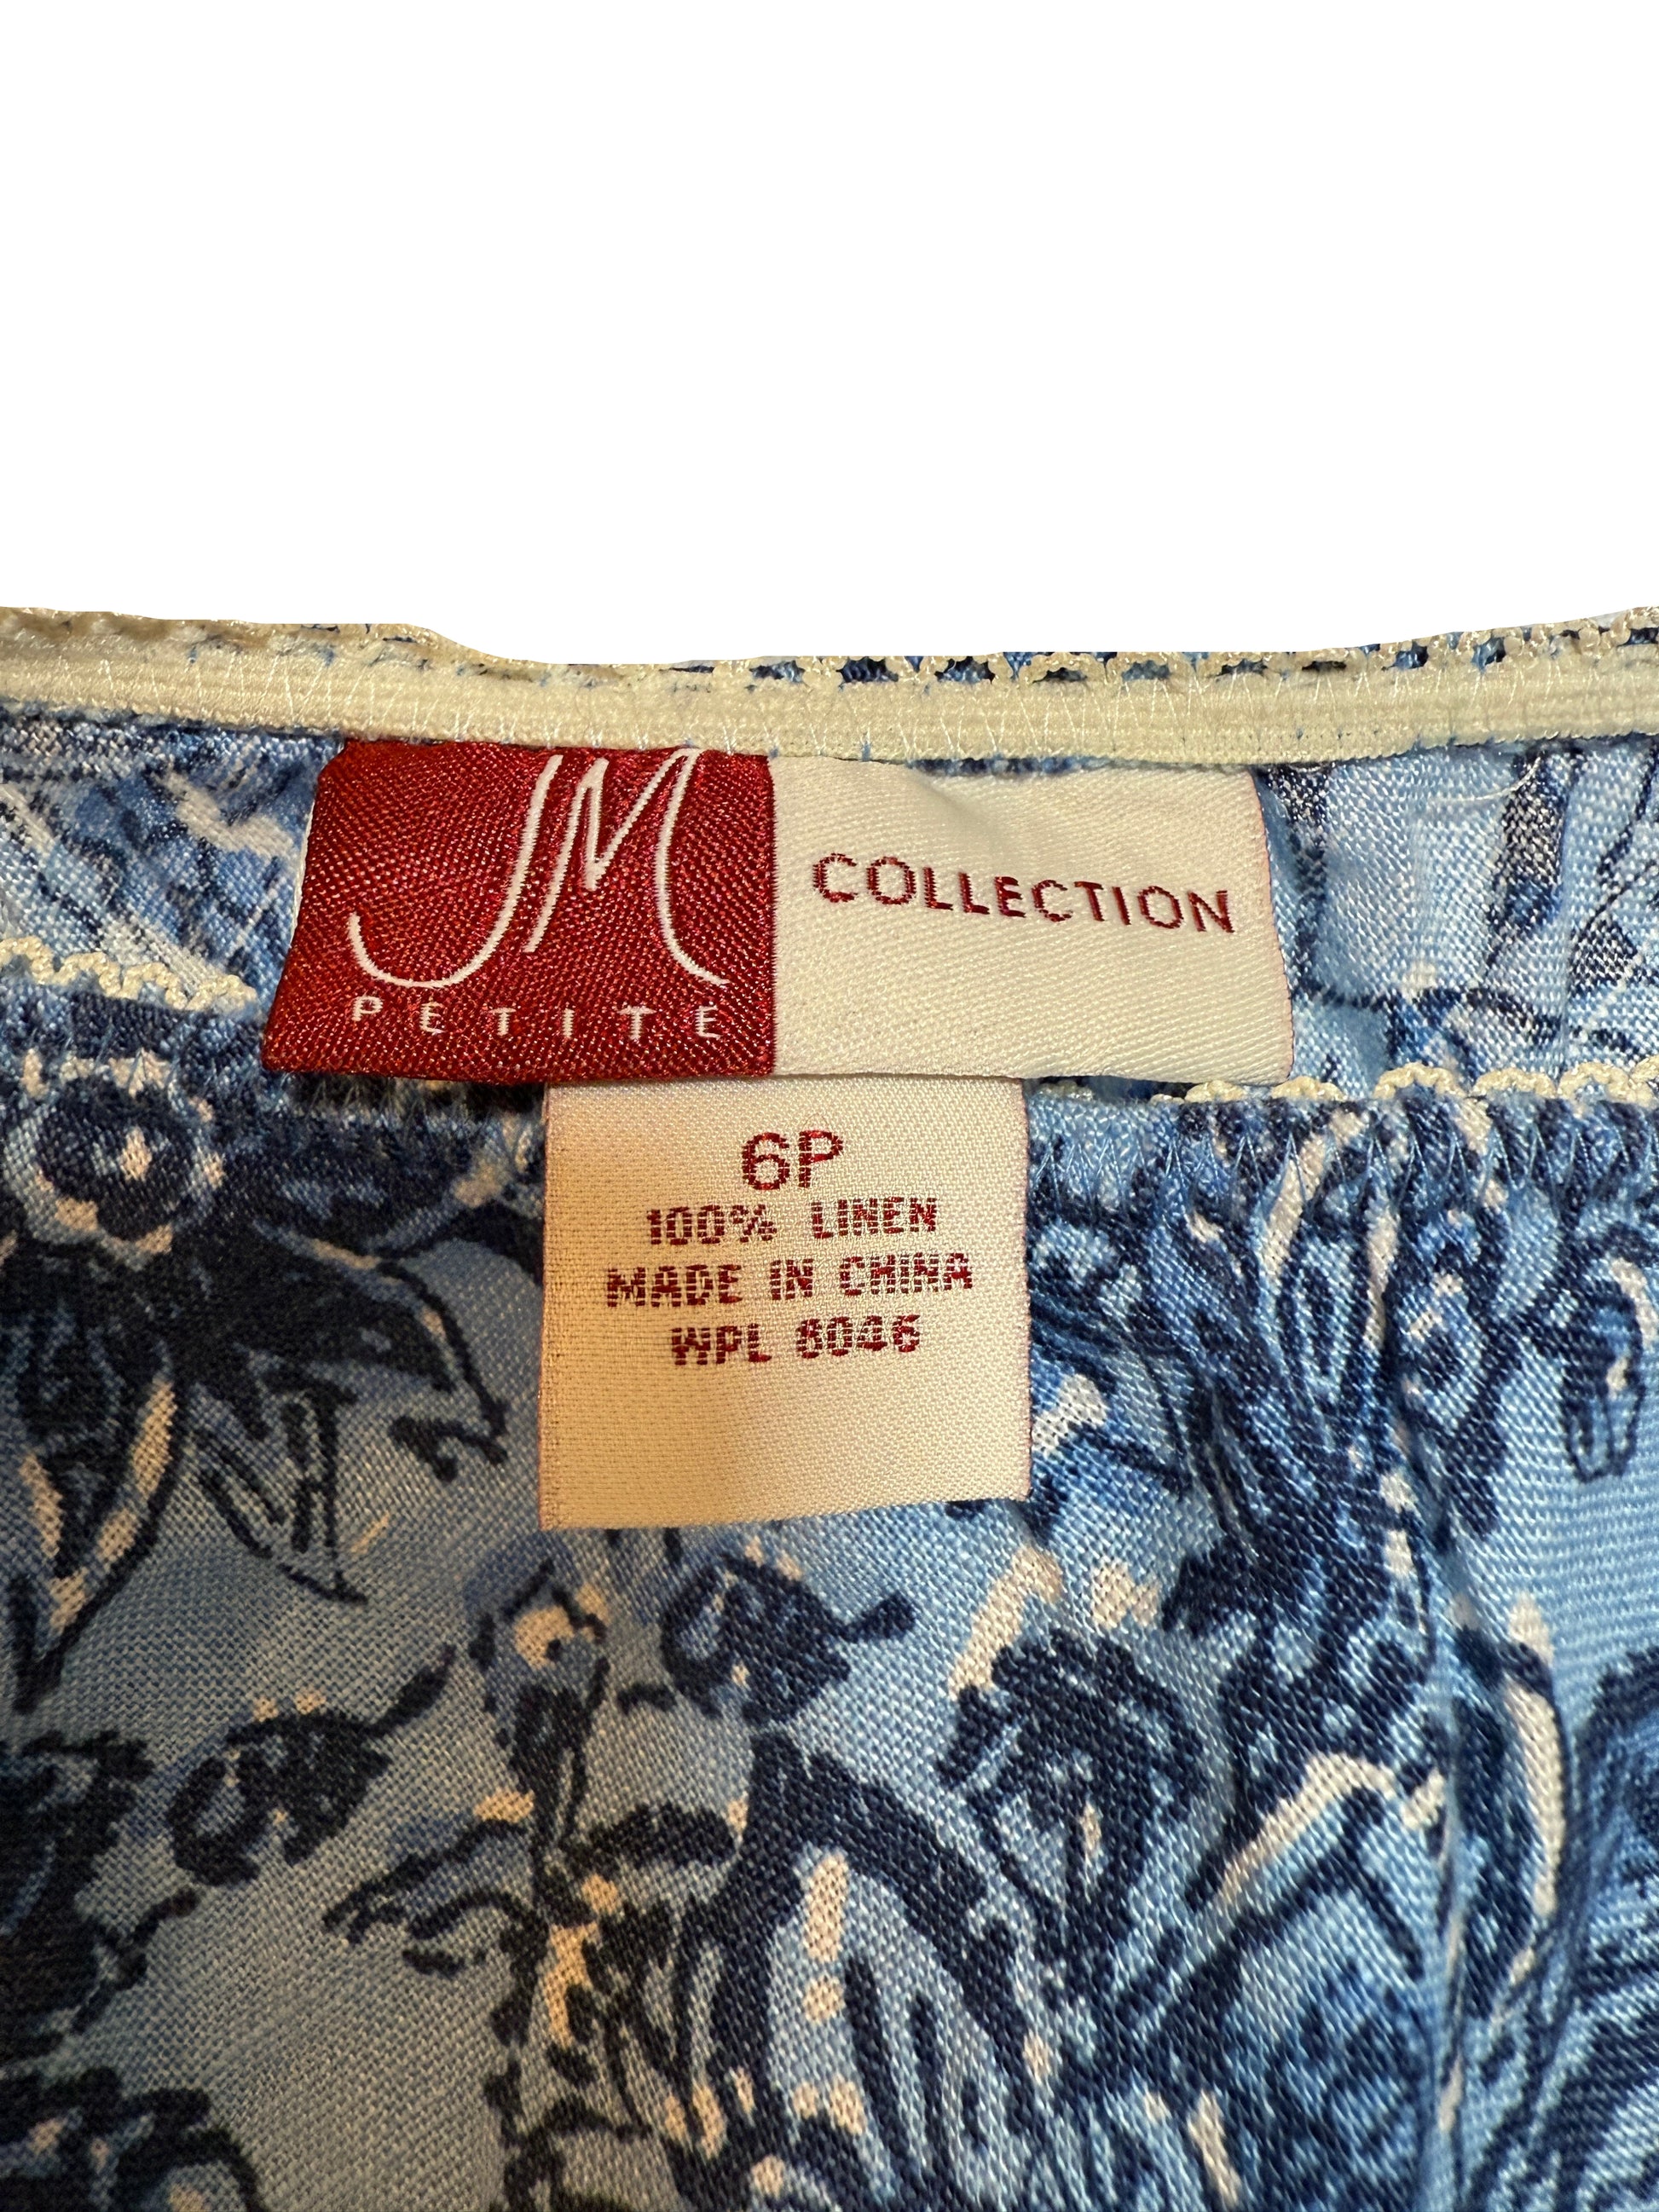 JM COLLECTION
PETITE
6P
100% LINEN
MADE IN CHINA
WPL 8046